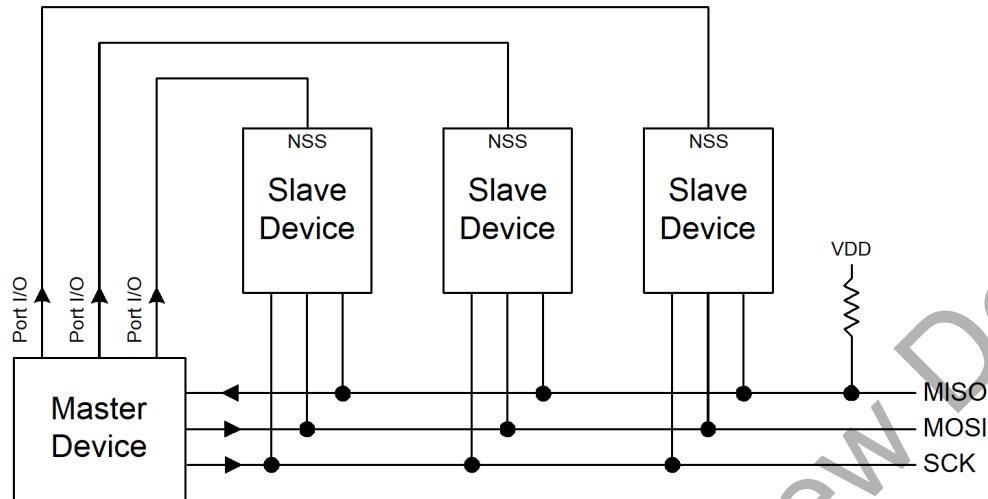 NSS
NSS
NSS
Slave
Device
Slave
Device
Slave
Device
VDD
Port I/O
Port I/O
Port I/O
Master
Device
MISO
MOSI
SCK